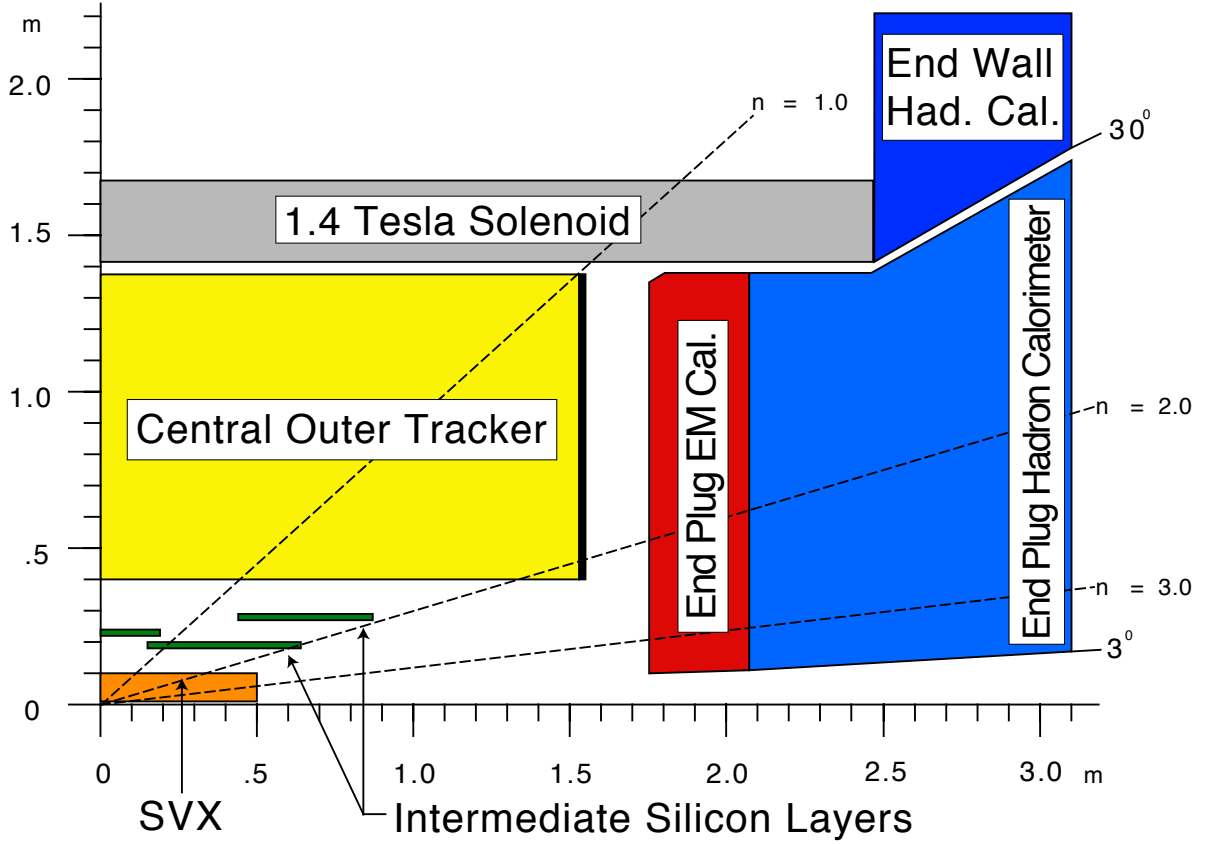 m
2.0
1.5
1.0
.5
0
End Wall
Had. Cal.
n = 1.0
30⁰
1.4 Tesla Solenoid
Central Outer Tracker
End Plug EM Cal.
End Plug Hadron Calorimeter
n = 2.0
n = 3.0
3⁰
0 .5 1.0 1.5 2.0 2.5 3.0 m
SVX
Intermediate Silicon Layers